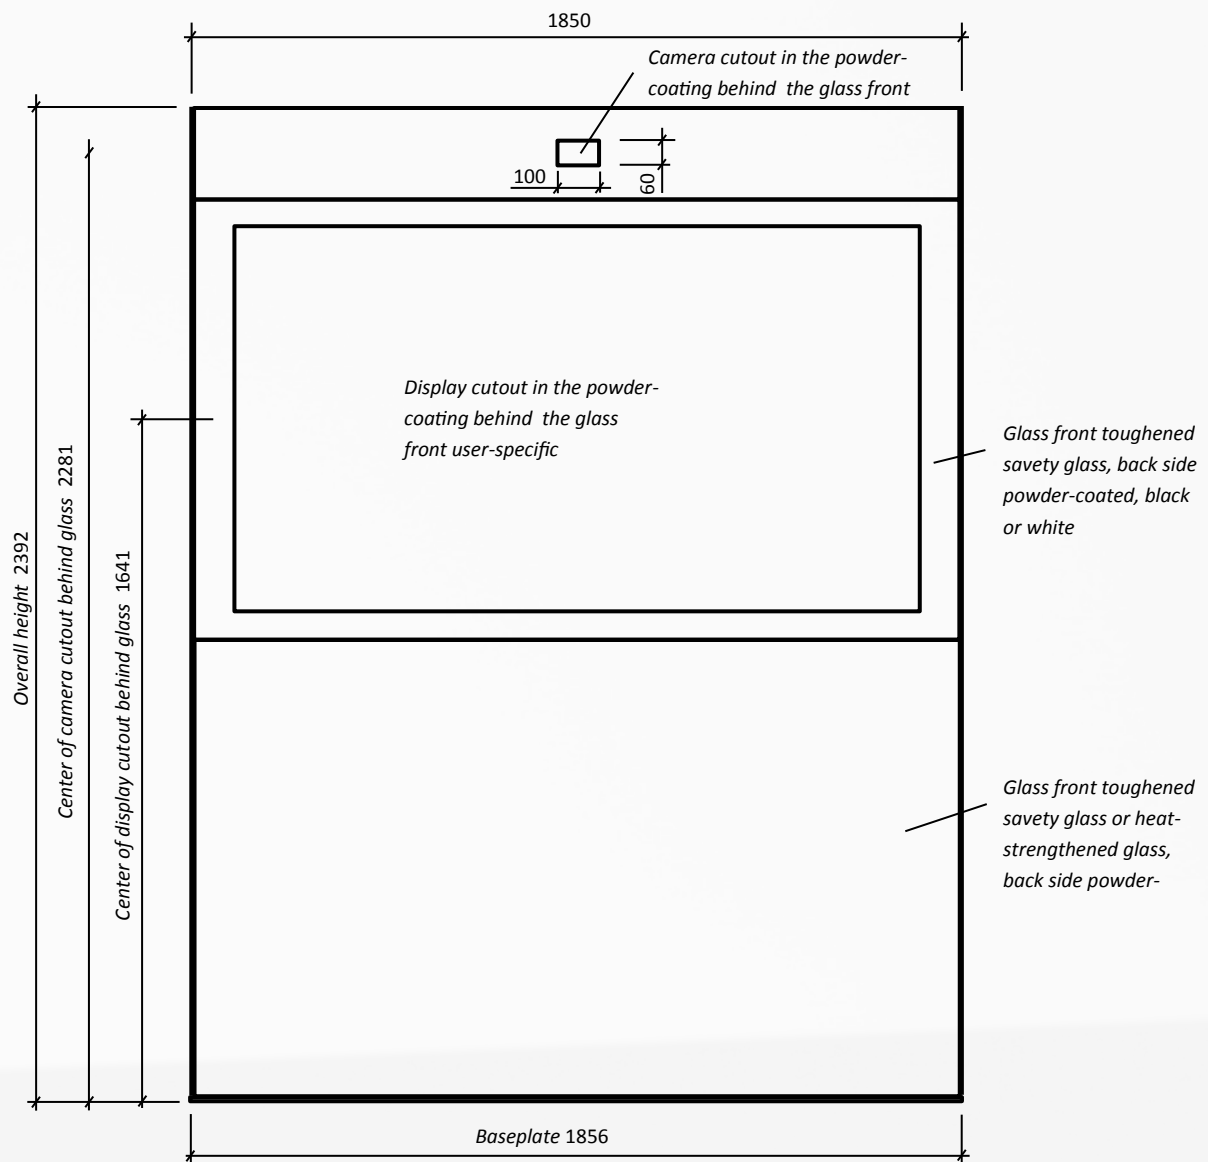 1850
Camera cutout in the powder-
coating behind  the glass front
100
60
Display cutout in the powder-
coating behind  the glass
front user-specific
Glass front toughened
savety glass, back side
powder-coated, black
or white
Overall height 2392
Center of camera cutout behind glass 2281
Center of display cutout behind glass 1641
Glass front toughened
savety glass or heat-
strengthened glass,
back side powder-
Baseplate 1856